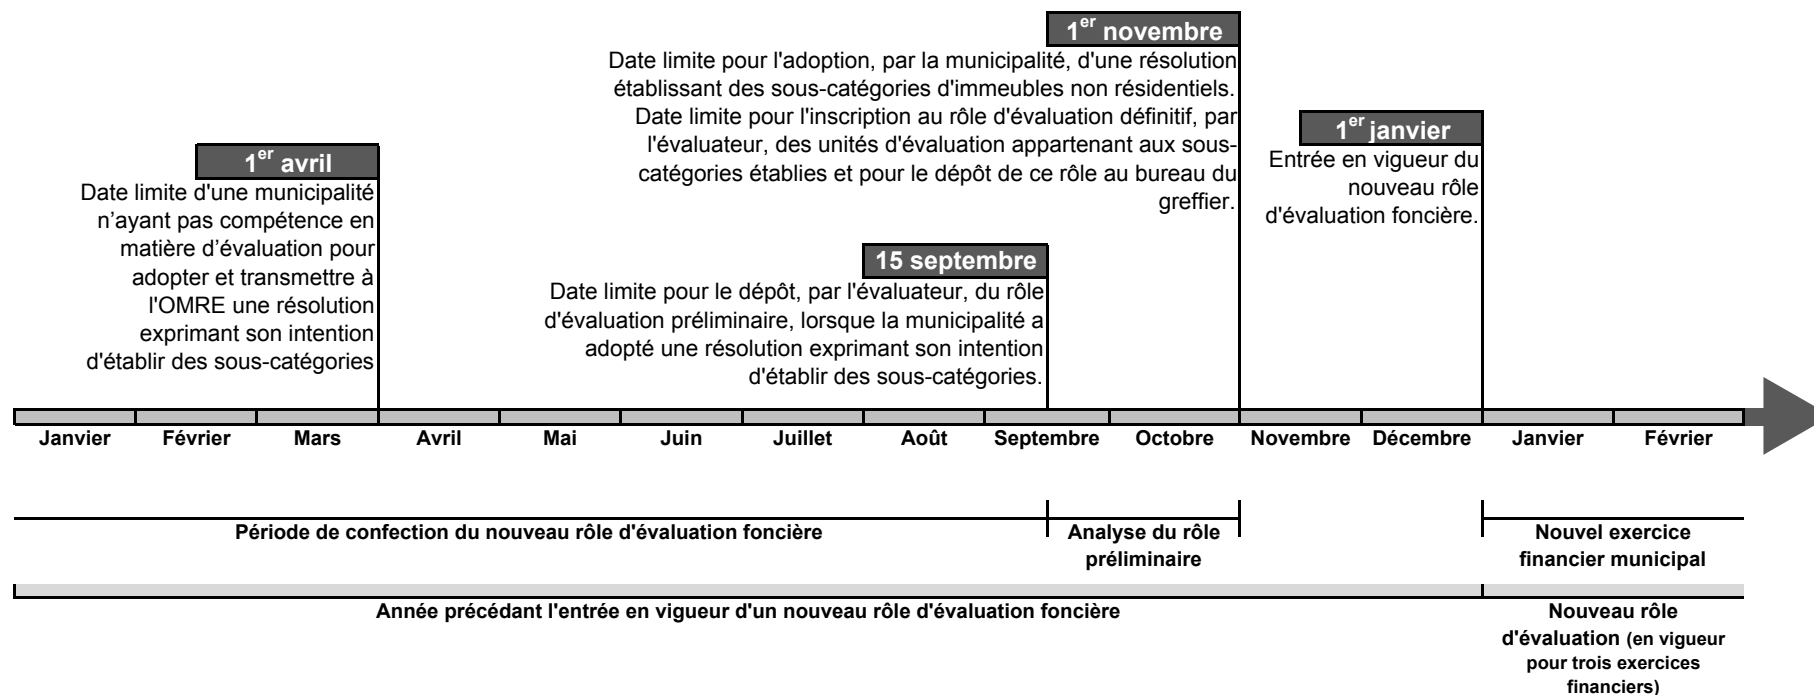 1er avril
Date limite d'une municipalité
n’ayant pas compétence en
matière d’évaluation pour
adopter et transmettre à
l'OMRE une résolution
exprimant son intention
d'établir des sous-catégories
15 septembre
Date limite pour le dépôt, par l'évaluateur, du rôle
d'évaluation préliminaire, lorsque la municipalité a
adopté une résolution exprimant son intention
d'établir des sous-catégories.
1er novembre
Date limite pour l'adoption, par la municipalité, d'une résolution
établissant des sous-catégories d'immeubles non résidentiels.
Date limite pour l'inscription au rôle d'évaluation définitif, par
l'évaluateur, des unités d'évaluation appartenant aux sous-
catégories établies et pour le dépôt de ce rôle au bureau du
greffier.
1er janvier
Entrée en vigueur du
nouveau rôle
d'évaluation foncière.
Janvier Février Mars Avril Mai Juin Juillet Août Septembre Octobre Novembre Décembre Janvier Février
Période de confection du nouveau rôle d'évaluation foncière
Analyse du rôle
préliminaire
Nouvel exercice
financier municipal
Année précédant l'entrée en vigueur d'un nouveau rôle d'évaluation foncière
Nouveau rôle
d'évaluation (en vigueur
pour trois exercices
financiers)